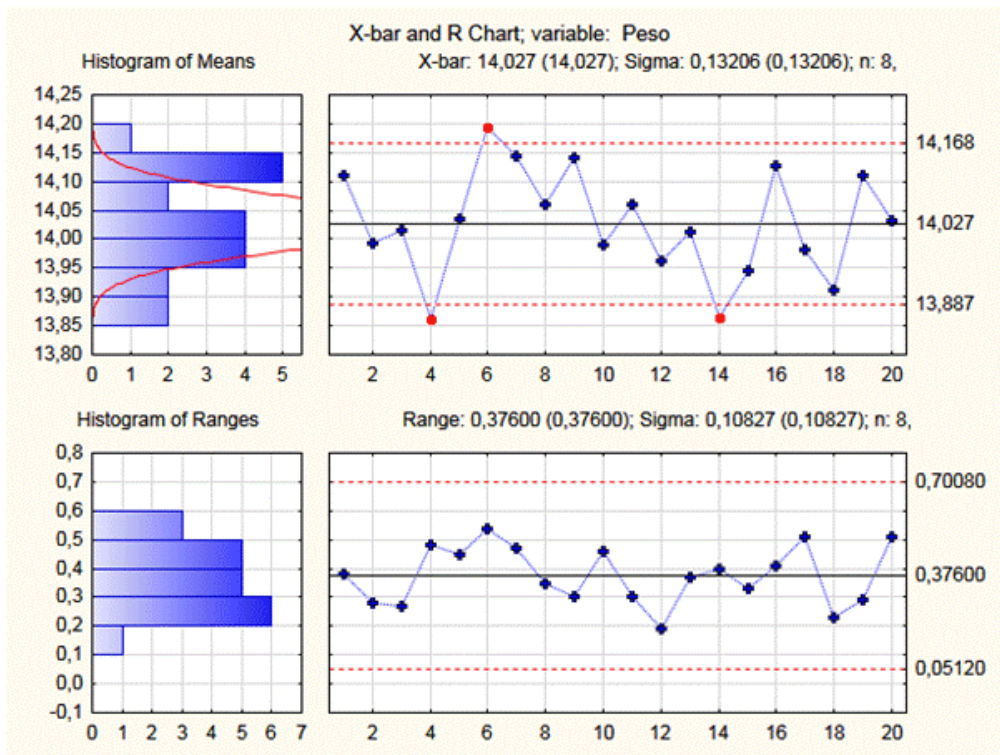 X-bar and R Chart; variable: Peso
Histogram of Means
X-bar: 14,027 (14,027); Sigma: 0,13206 (0,13206); n: 8,
14,25
14,20
14,15
14,10
14,05
14,00
13,95
13,90
13,85
13,80
0 1 2 3 4 5
2 4 6 8 10 12 14 16 18 20
14,168
14,027
13,887
Histogram of Ranges
Range: 0,37600 (0,37600); Sigma: 0,10827 (0,10827); n: 8,
0,8
0,7
0,6
0,5
0,4
0,3
0,2
0,1
0,0
-0,1
0 1 2 3 4 5 6 7
2 4 6 8 10 12 14 16 18 20
0,70080
0,37600
0,05120